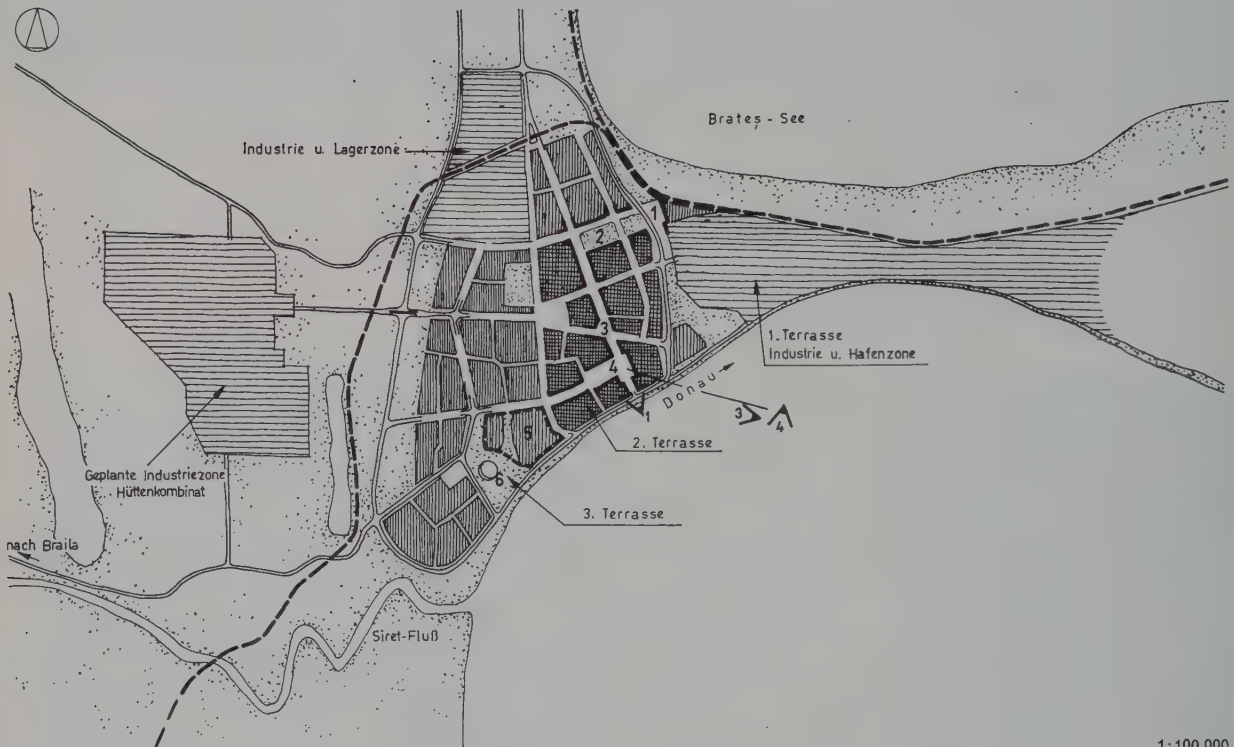 Brateş - See
Industrie u. Lagerzone
1
2
3
1. Terrasse
Industrie u. Hafenzone
4
Donau
1
3
4
2. Terrasse
5
6
Geplante Industriezone
Hüttenkombinat
3. Terrasse
nach Braila
Siret-Fluß
1:100 000